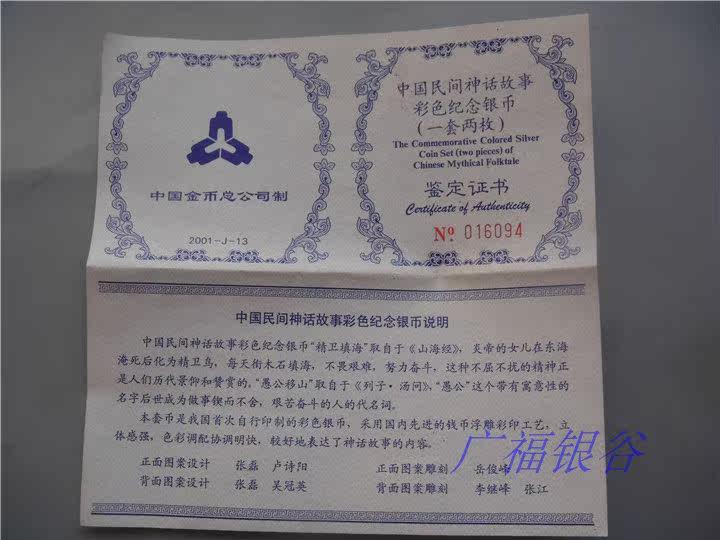 中国金币总公司制
2001-J-13
中国民间神话故事
彩色纪念银币
(一套两枚)
The Commemorative Colored Silver
Coin Set (two pieces) of
Chinese Mythical Folktale
鉴定证书
Certificate of Authenticity
№ 016094
中国民间神话故事彩色纪念银币说明
中国民间神话故事彩色纪念银币“精卫填海”取自于《山海经》，炎帝的女儿在东海
淹死后化为精卫鸟，每天衔木石填海，不畏艰难，努力奋斗，这种不屈不扰的精神正
是人们历代景仰和赞赏的。“愚公移山”取自于《列子·汤问》，“愚公”这个带有寓意性的
名字后世成为做事锲而不舍，艰苦奋斗的人的代名词。
本套币是我国首次自行印制的彩色银币，采用国内先进的钱币浮雕彩印工艺，立
体感强，色彩调配协调明快，较好地表达了神话故事的内容。
正面图案设计 张磊 卢诗阳 正面图案雕刻 岳俊峰
背面图案设计 张磊 吴冠英 背面图案雕刻 李继峰 张江
广福银谷